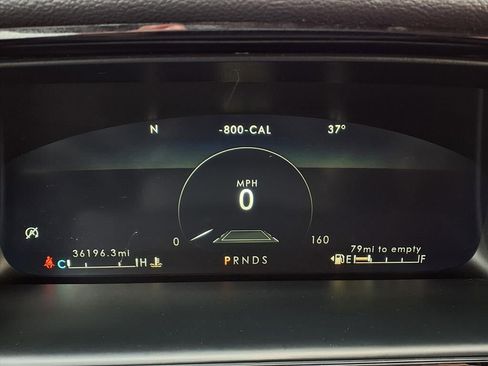 N -800-CAL 37°
MPH
0
0 160
36196.3mi 79mi to empty
C H PRNDS E F